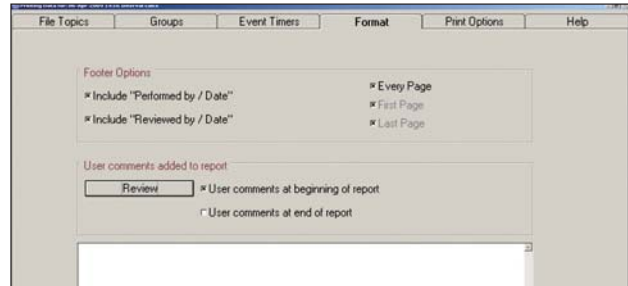 File Topics
Groups
Event Timers
Format
Print Options
Help
Footer Options
Include "Performed by / Date"
Include "Reviewed by / Date"
Every Page
First Page
Last Page
User comments added to report
Review
User comments at beginning of report
User comments at end of report